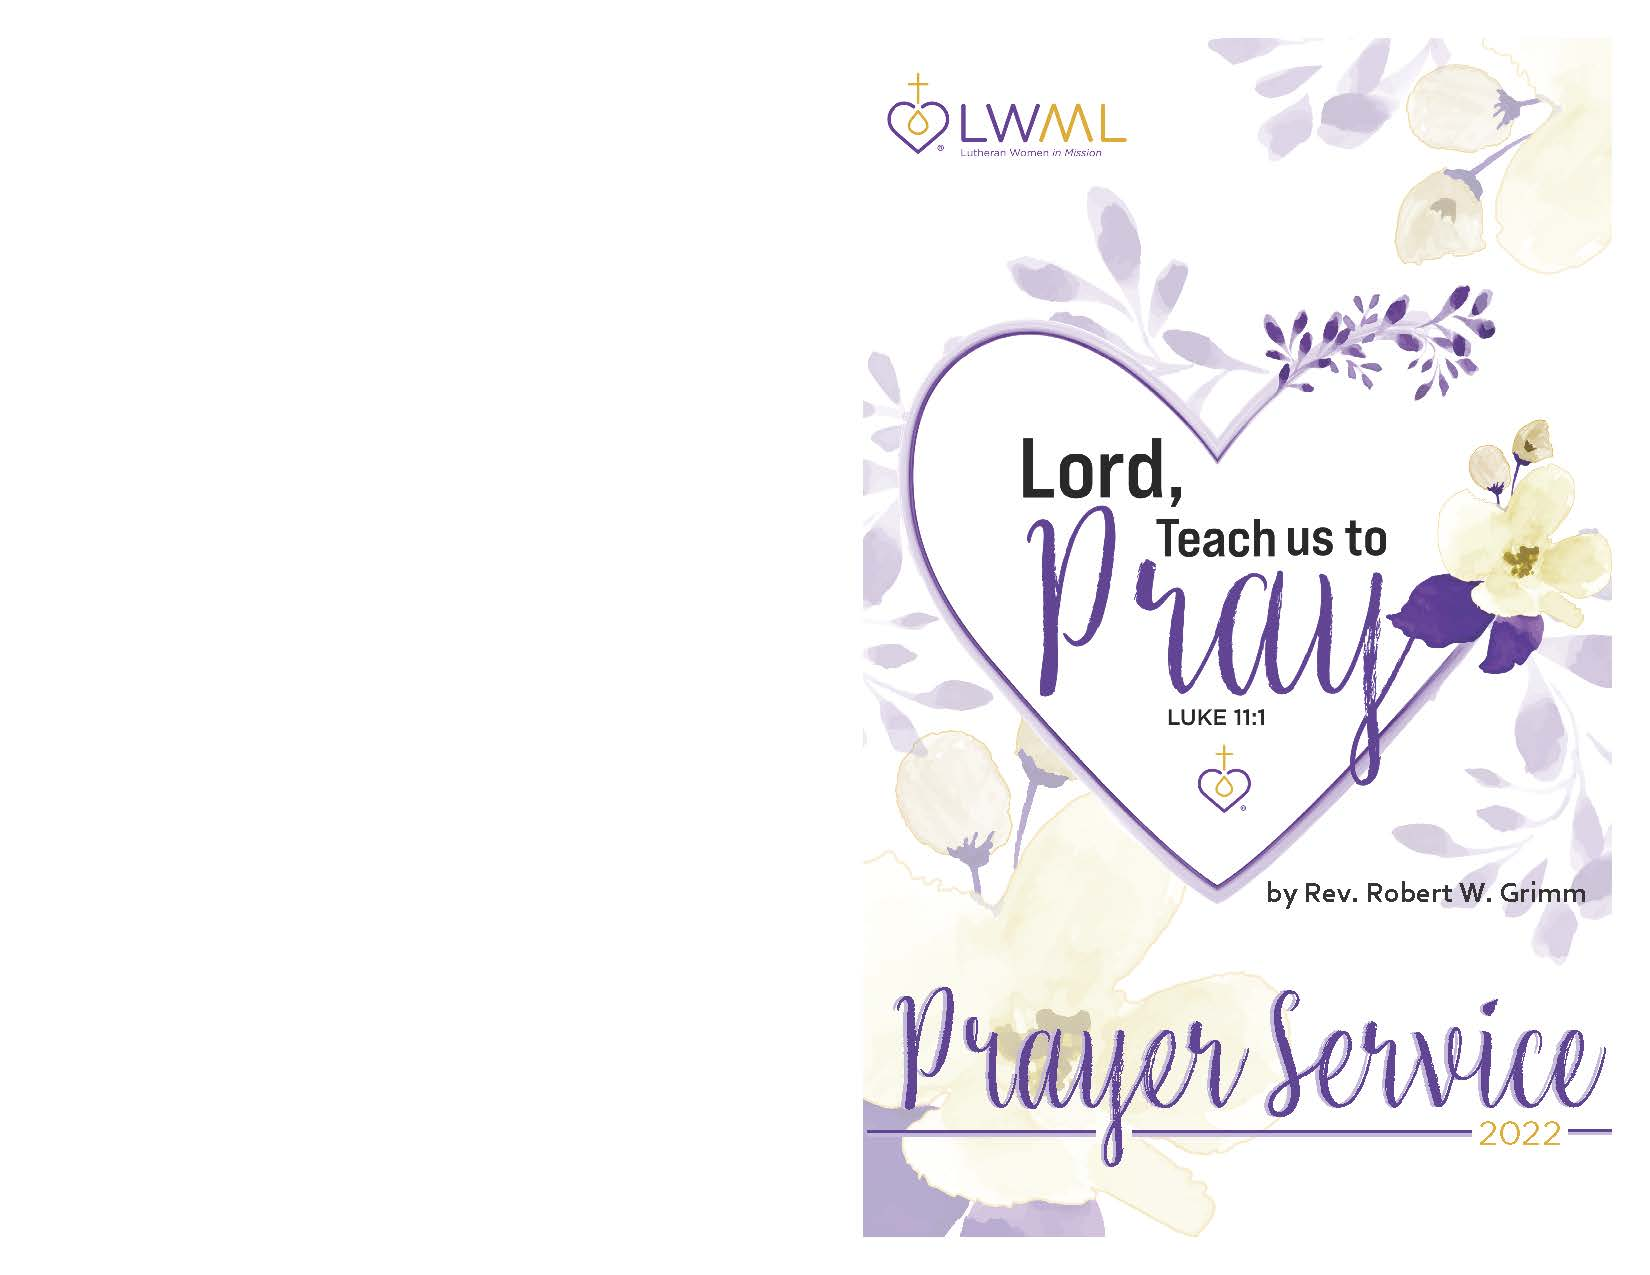 LWML
Lutheran Women in Mission
®
Lord,
Teach us to
Pray
LUKE 11:1
®
by Rev. Robert W. Grimm
Prayer Service
2022